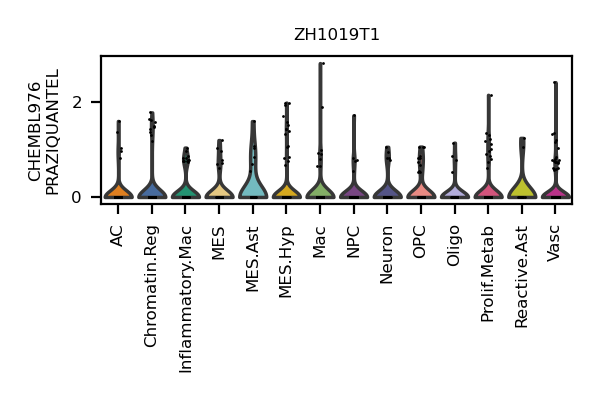 ZH1019T1
CHEMBL976
PRAZIQUANTEL
2
0
AC
Chromatin.Reg
Inflammatory.Mac
MES
MES.Ast
MES.Hyp
Mac
NPC
Neuron
OPC
Oligo
Prolif.Metab
Reactive.Ast
Vasc